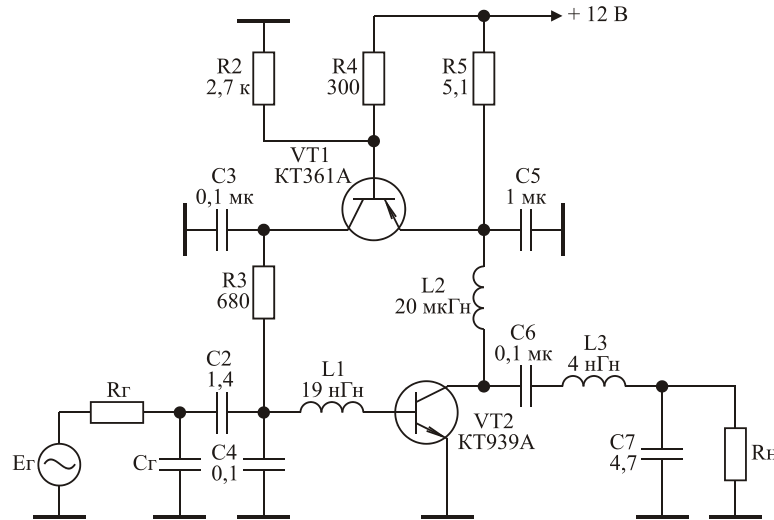 + 12 В
R2
2,7 к
R4
300
R5
5,1
VT1
КТ361А
C3
0,1 мк
C5
1 мк
R3
680
L2
20 мкГн
C6
0,1 мк
L3
4 нГн
C2
1,4
L1
19 нГн
Rг
VT2
КТ939А
Eг
Cг
C4
0,1
C7
4,7
Rн